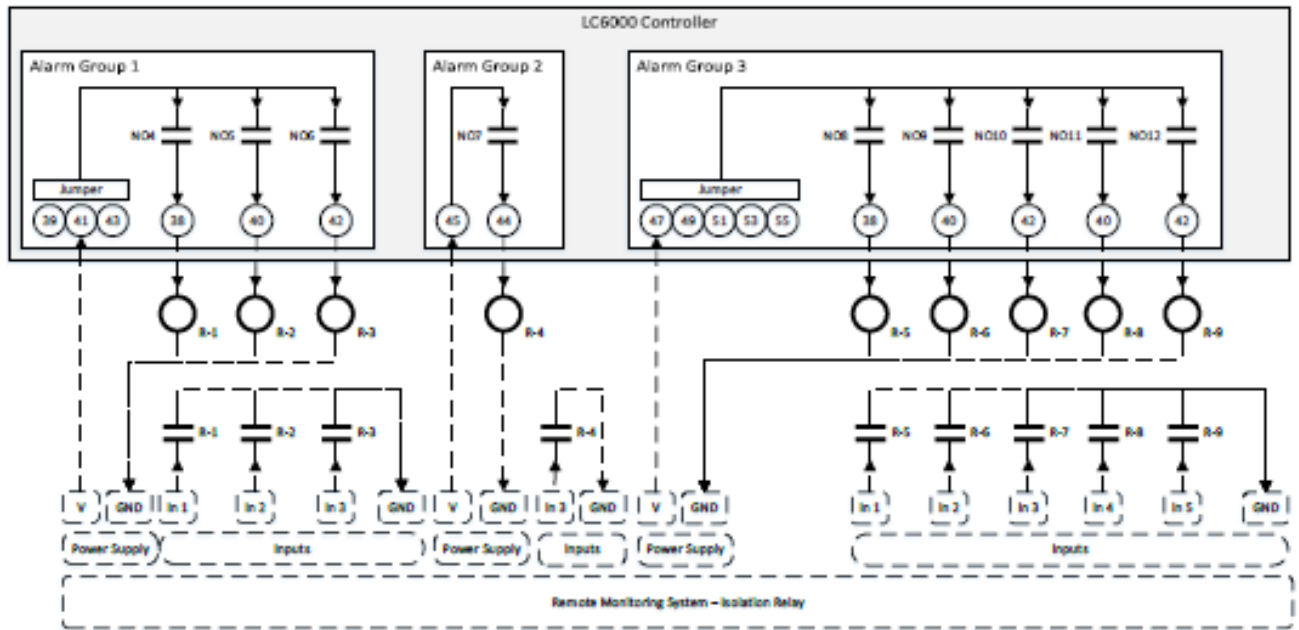 LC6000 Controller
Alarm Group 1
Alarm Group 2
Alarm Group 3
NO4 NO5 NO6 NO7 NO8 NO9 NO10 NO11 NO12
Jumper Jumper
39 41 43 38 40 42 45 44 47 49 51 53 55 38 40 42 40 42
R-1 R-2 R-3 R-4 R-5 R-6 R-7 R-8 R-9
R-1 R-2 R-3 R-4 R-5 R-6 R-7 R-8 R-9
V GND In 1 In 2 In 3 GND V GND In 3 GND V GND In 1 In 2 In 3 In 4 In 5 GND
Power Supply Inputs Power Supply Inputs Power Supply Inputs
Remote Monitoring System – Isolation Relay